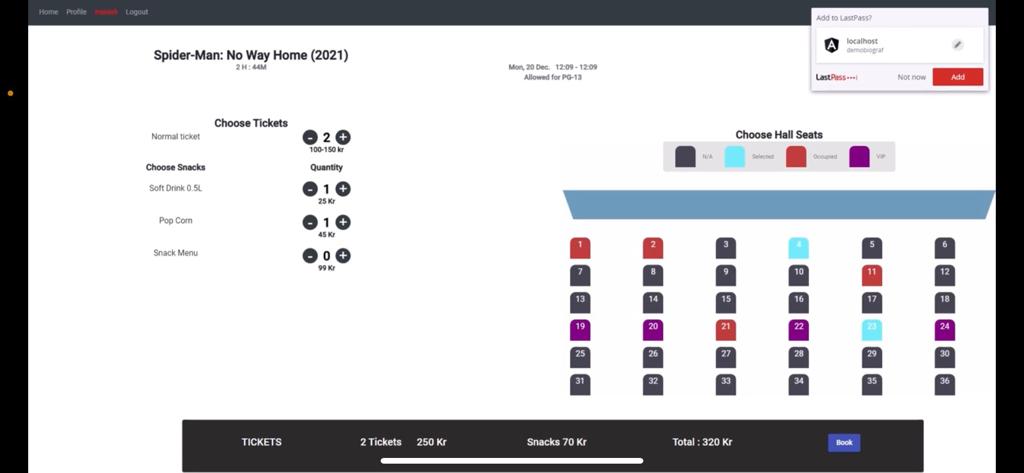 Home Profile Logout
Add to LastPass?
localhost
demobiograf
LastPass
Not now
Add
Spider-Man: No Way Home (2021)
2 H : 44M
Mon, 20 Dec. 12:09 - 12:09
Allowed for PG-13
Choose Tickets
Normal ticket - 2 +
100-150 kr
Choose Snacks Quantity
Soft Drink 0.5L - 1 +
25 Kr
Pop Corn - 1 +
45 Kr
Snack Menu - 0 +
99 Kr
Choose Hall Seats
N/A Selected Occupied VIP
1 2 3 4 5 6
7 8 9 10 11 12
13 14 15 16 17 18
19 20 21 22 23 24
25 26 27 28 29 30
31 32 33 34 35 36
TICKETS 2 Tickets 250 Kr Snacks 70 Kr Total : 320 Kr Book